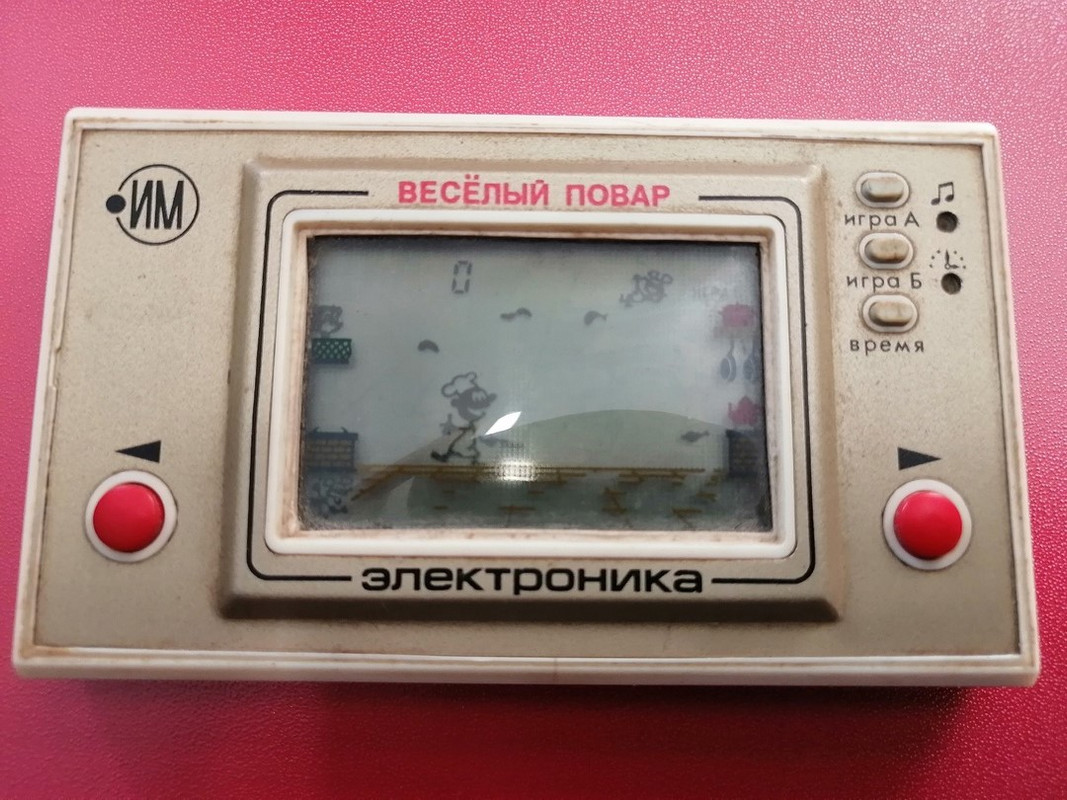 ИМ
ВЕСЁЛЫЙ ПОВАР
игра А
игра Б
время
0
электроника